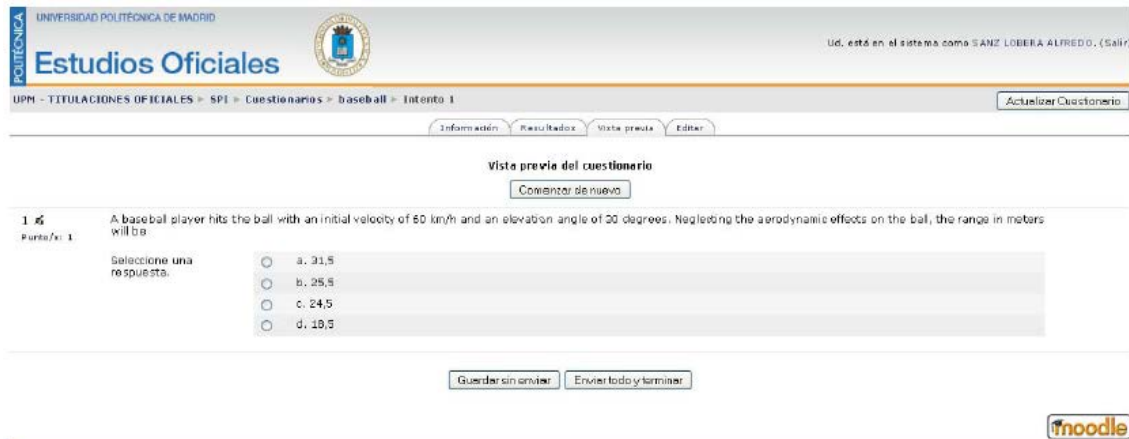 POLITÉCNICA
UNIVERSIDAD POLITÉCNICA DE MADRID
Estudios Oficiales
Ud. está en el sistema como SANZ LOBERA ALFREDO. (Salir)
UPM - TITULACIONES OFICIALES ► SPI ► Cuestionarios ► baseball ► Intento 1
Actualizar Cuestionario
Información Resultados Vista previa Editar
Vista previa del cuestionario
Comenzar de nuevo
1
Punto/s: 1
A baseball player hits the ball with an initial velocity of 60 km/h and an elevation angle of 30 degrees. Neglecting the aerodynamic effects on the ball, the range in meters
will be
Seleccione una
respuesta.
a. 31,5
b. 25,5
c. 24,5
d. 18,5
Guardar sin enviar Enviar todo y terminar
moodle